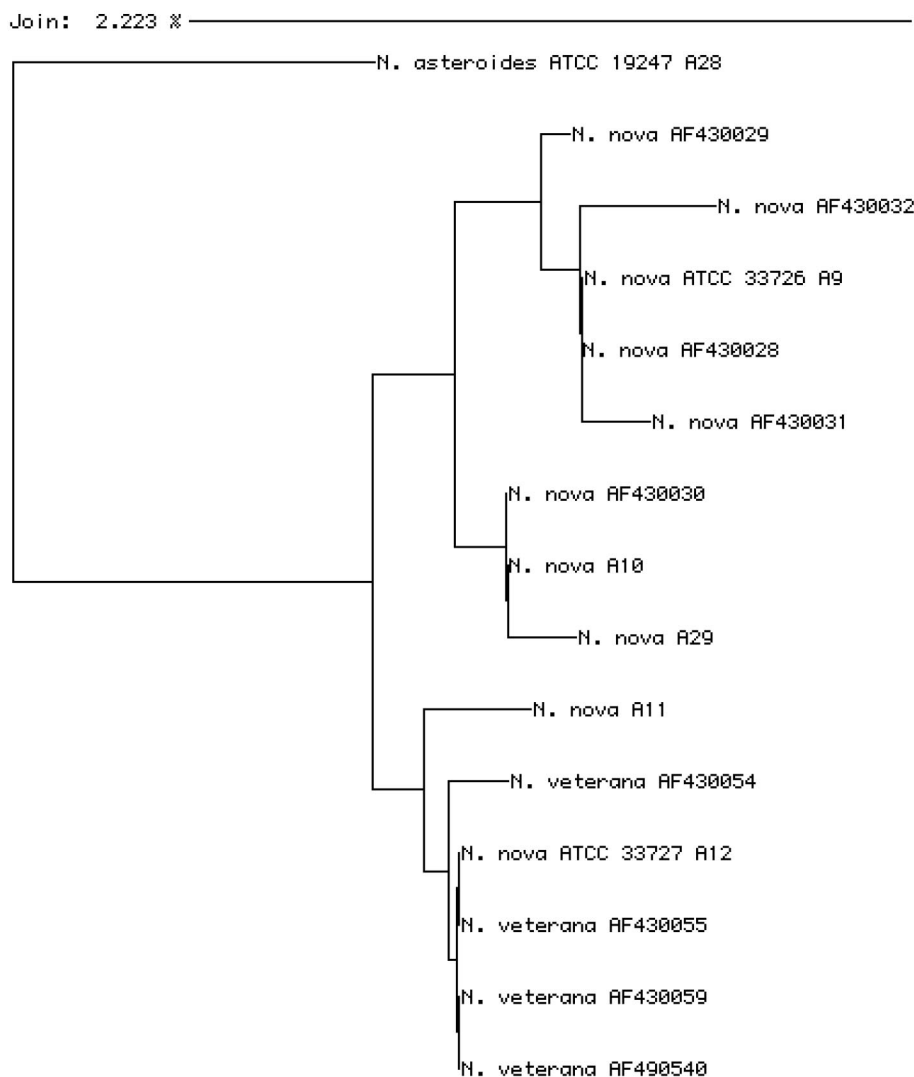 Join: 2.223 %
N. asteroides ATCC 19247 A28
N. nova AF430029
N. nova AF430032
N. nova ATCC 33726 A9
N. nova AF430028
N. nova AF430031
N. nova AF430030
N. nova A10
N. nova A29
N. nova A11
N. veterana AF430054
N. nova ATCC 33727 A12
N. veterana AF430055
N. veterana AF430059
N. veterana AF490540